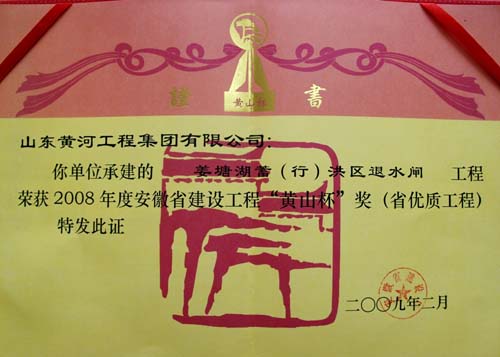 黄山杯
證 書
山东黄河工程集团有限公司:
你单位承建的 姜塘湖蓄(行)洪区退水闸 工程
荣获2008年度安徽省建设工程“黄山杯”奖(省优质工程)
特发此证
二〇〇九年二月